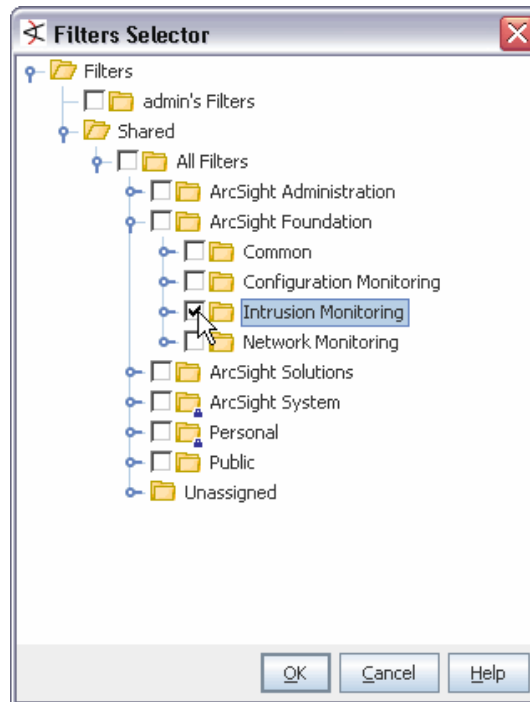 Filters Selector
Filters
admin's Filters
Shared
All Filters
ArcSight Administration
ArcSight Foundation
Common
Configuration Monitoring
Intrusion Monitoring
Network Monitoring
ArcSight Solutions
ArcSight System
Personal
Public
Unassigned
OK Cancel Help